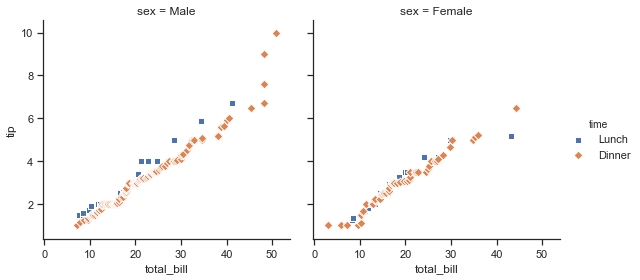 sex = Male
sex = Female
10
8
6
4
2
tip
0 10 20 30 40 50
0 10 20 30 40 50
total_bill
total_bill
time
Lunch
Dinner